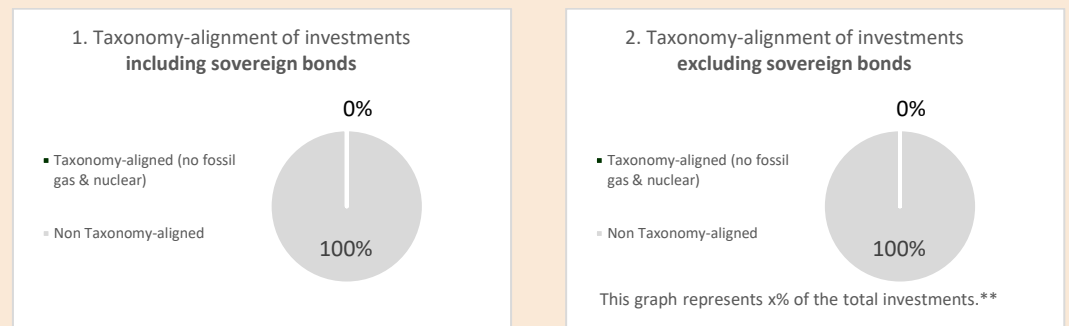 1. Taxonomy-alignment of investments
including sovereign bonds
0%
Taxonomy-aligned (no fossil
gas & nuclear)
Non Taxonomy-aligned
100%
2. Taxonomy-alignment of investments
excluding sovereign bonds
0%
Taxonomy-aligned (no fossil
gas & nuclear)
Non Taxonomy-aligned
100%
This graph represents x% of the total investments.**